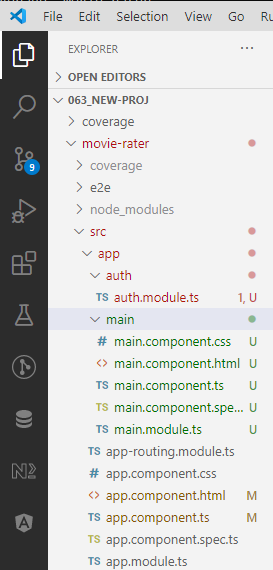 File Edit Selection View Go Ru
EXPLORER ...
OPEN EDITORS
063_NEW-PROJ
coverage
movie-rater
coverage
e2e
node_modules
src
app
auth
TS auth.module.ts 1, U
main
# main.component.css U
<> main.component.html U
TS main.component.ts U
TS main.component.spe... U
TS main.module.ts U
TS app-routing.module.ts
# app.component.css
<> app.component.html M
TS app.component.ts M
TS app.component.spec.ts
TS app.module.ts
9
N
A